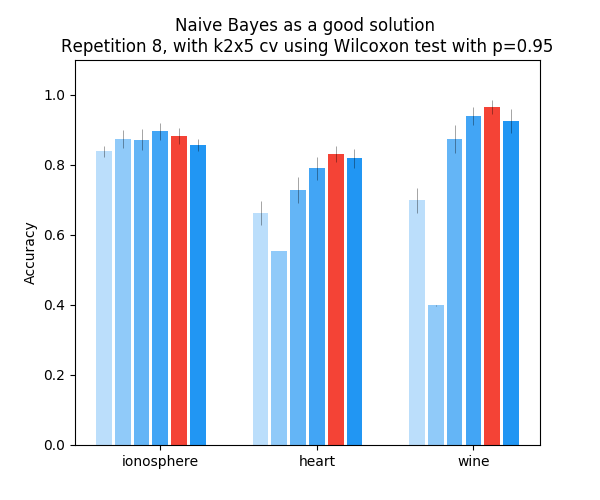 Naive Bayes as a good solution
Repetition 8, with k2x5 cv using Wilcoxon test with p=0.95
Accuracy
1.0
0.8
0.6
0.4
0.2
0.0
ionosphere
heart
wine